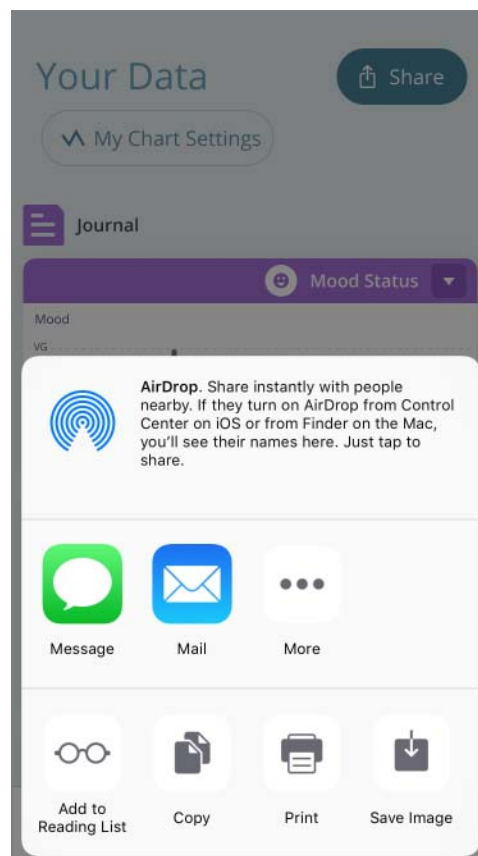 Your Data
Share
My Chart Settings
Journal
Mood Status
Mood
VG
AirDrop. Share instantly with people
nearby. If they turn on AirDrop from Control
Center on iOS or from Finder on the Mac,
you'll see their names here. Just tap to
share.
Message
Mail
More
Add to
Reading List
Copy
Print
Save Image